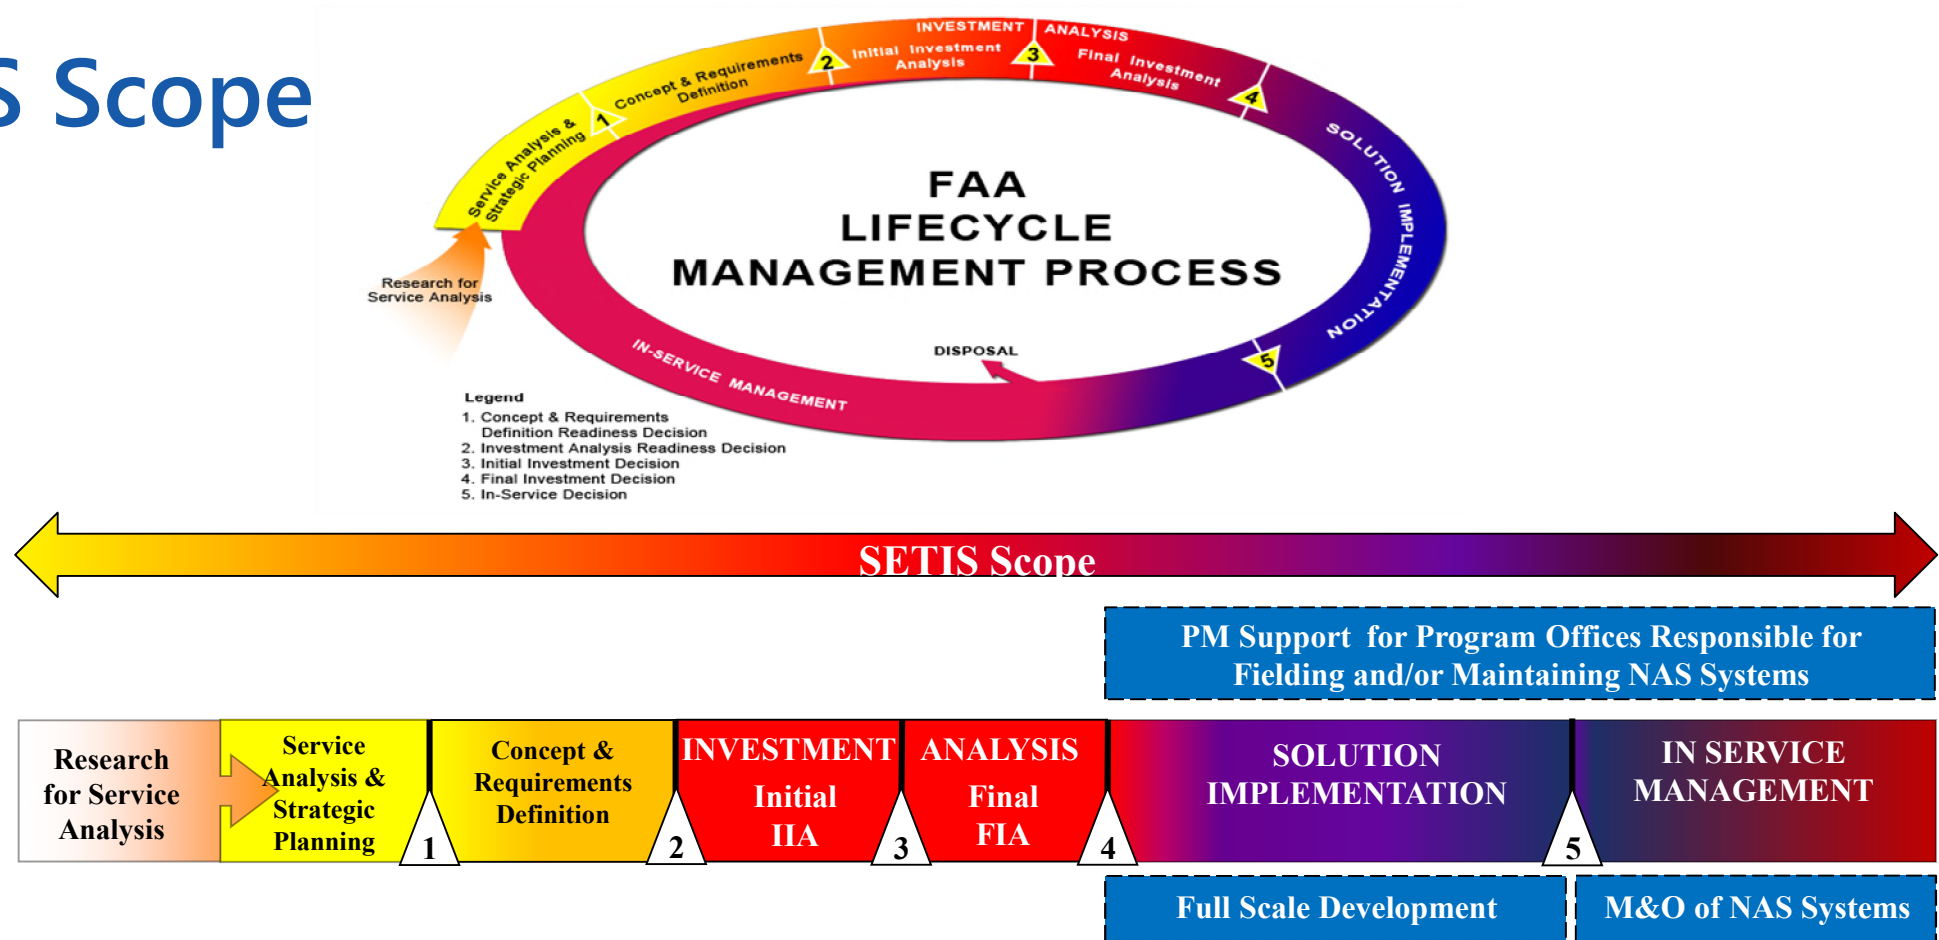 S Scope
INVESTMENT ANALYSIS
Initial Investment
Analysis
Final Investment
Analysis
Concept & Requirements
Definition
Service Analysis &
Strategic Planning
1
2
3
4
5
SOLUTION IMPLEMENTATION
FAA
LIFECYCLE
MANAGEMENT PROCESS
Research for
Service Analysis
DISPOSAL
IN-SERVICE MANAGEMENT
Legend
1. Concept & Requirements
Definition Readiness Decision
2. Investment Analysis Readiness Decision
3. Initial Investment Decision
4. Final Investment Decision
5. In-Service Decision
SETIS Scope
PM Support for Program Offices Responsible for
Fielding and/or Maintaining NAS Systems
Research
for Service
Analysis
Service
Analysis &
Strategic
Planning
1
Concept &
Requirements
Definition
2
INVESTMENT
Initial
IIA
3
ANALYSIS
Final
FIA
4
SOLUTION
IMPLEMENTATION
5
IN SERVICE
MANAGEMENT
Full Scale Development
M&O of NAS Systems